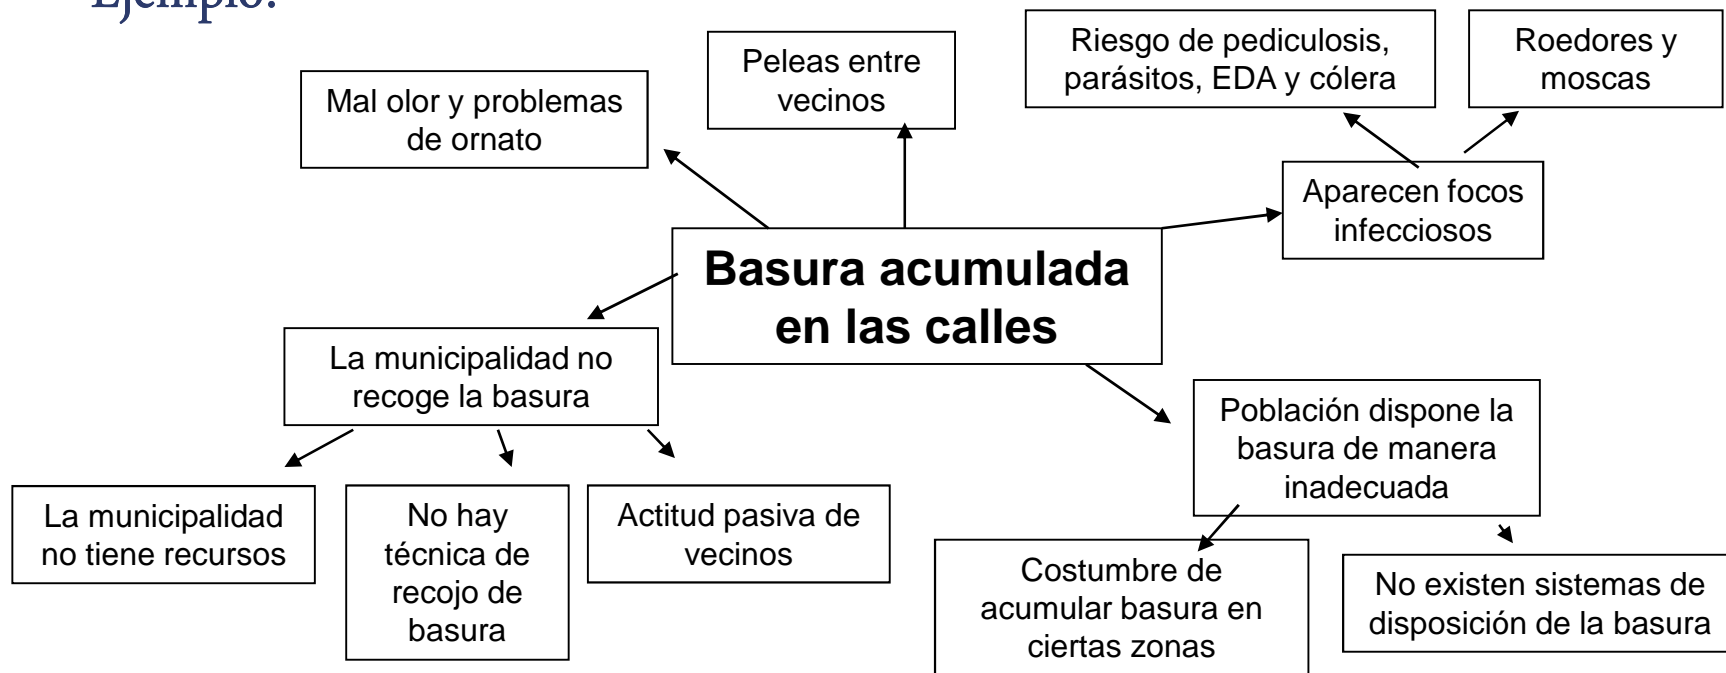 Ejemplo:
Mal olor y problemas
de ornato
Peleas entre
vecinos
Riesgo de pediculosis,
parásitos, EDA y cólera
Roedores y
moscas
Aparecen focos
infecciosos
Basura acumulada
en las calles
La municipalidad no
recoge la basura
Población dispone la
basura de manera
inadecuada
La municipalidad
no tiene recursos
No hay
técnica de
recojo de
basura
Actitud pasiva de
vecinos
Costumbre de
acumular basura en
ciertas zonas
No existen sistemas de
disposición de la basura